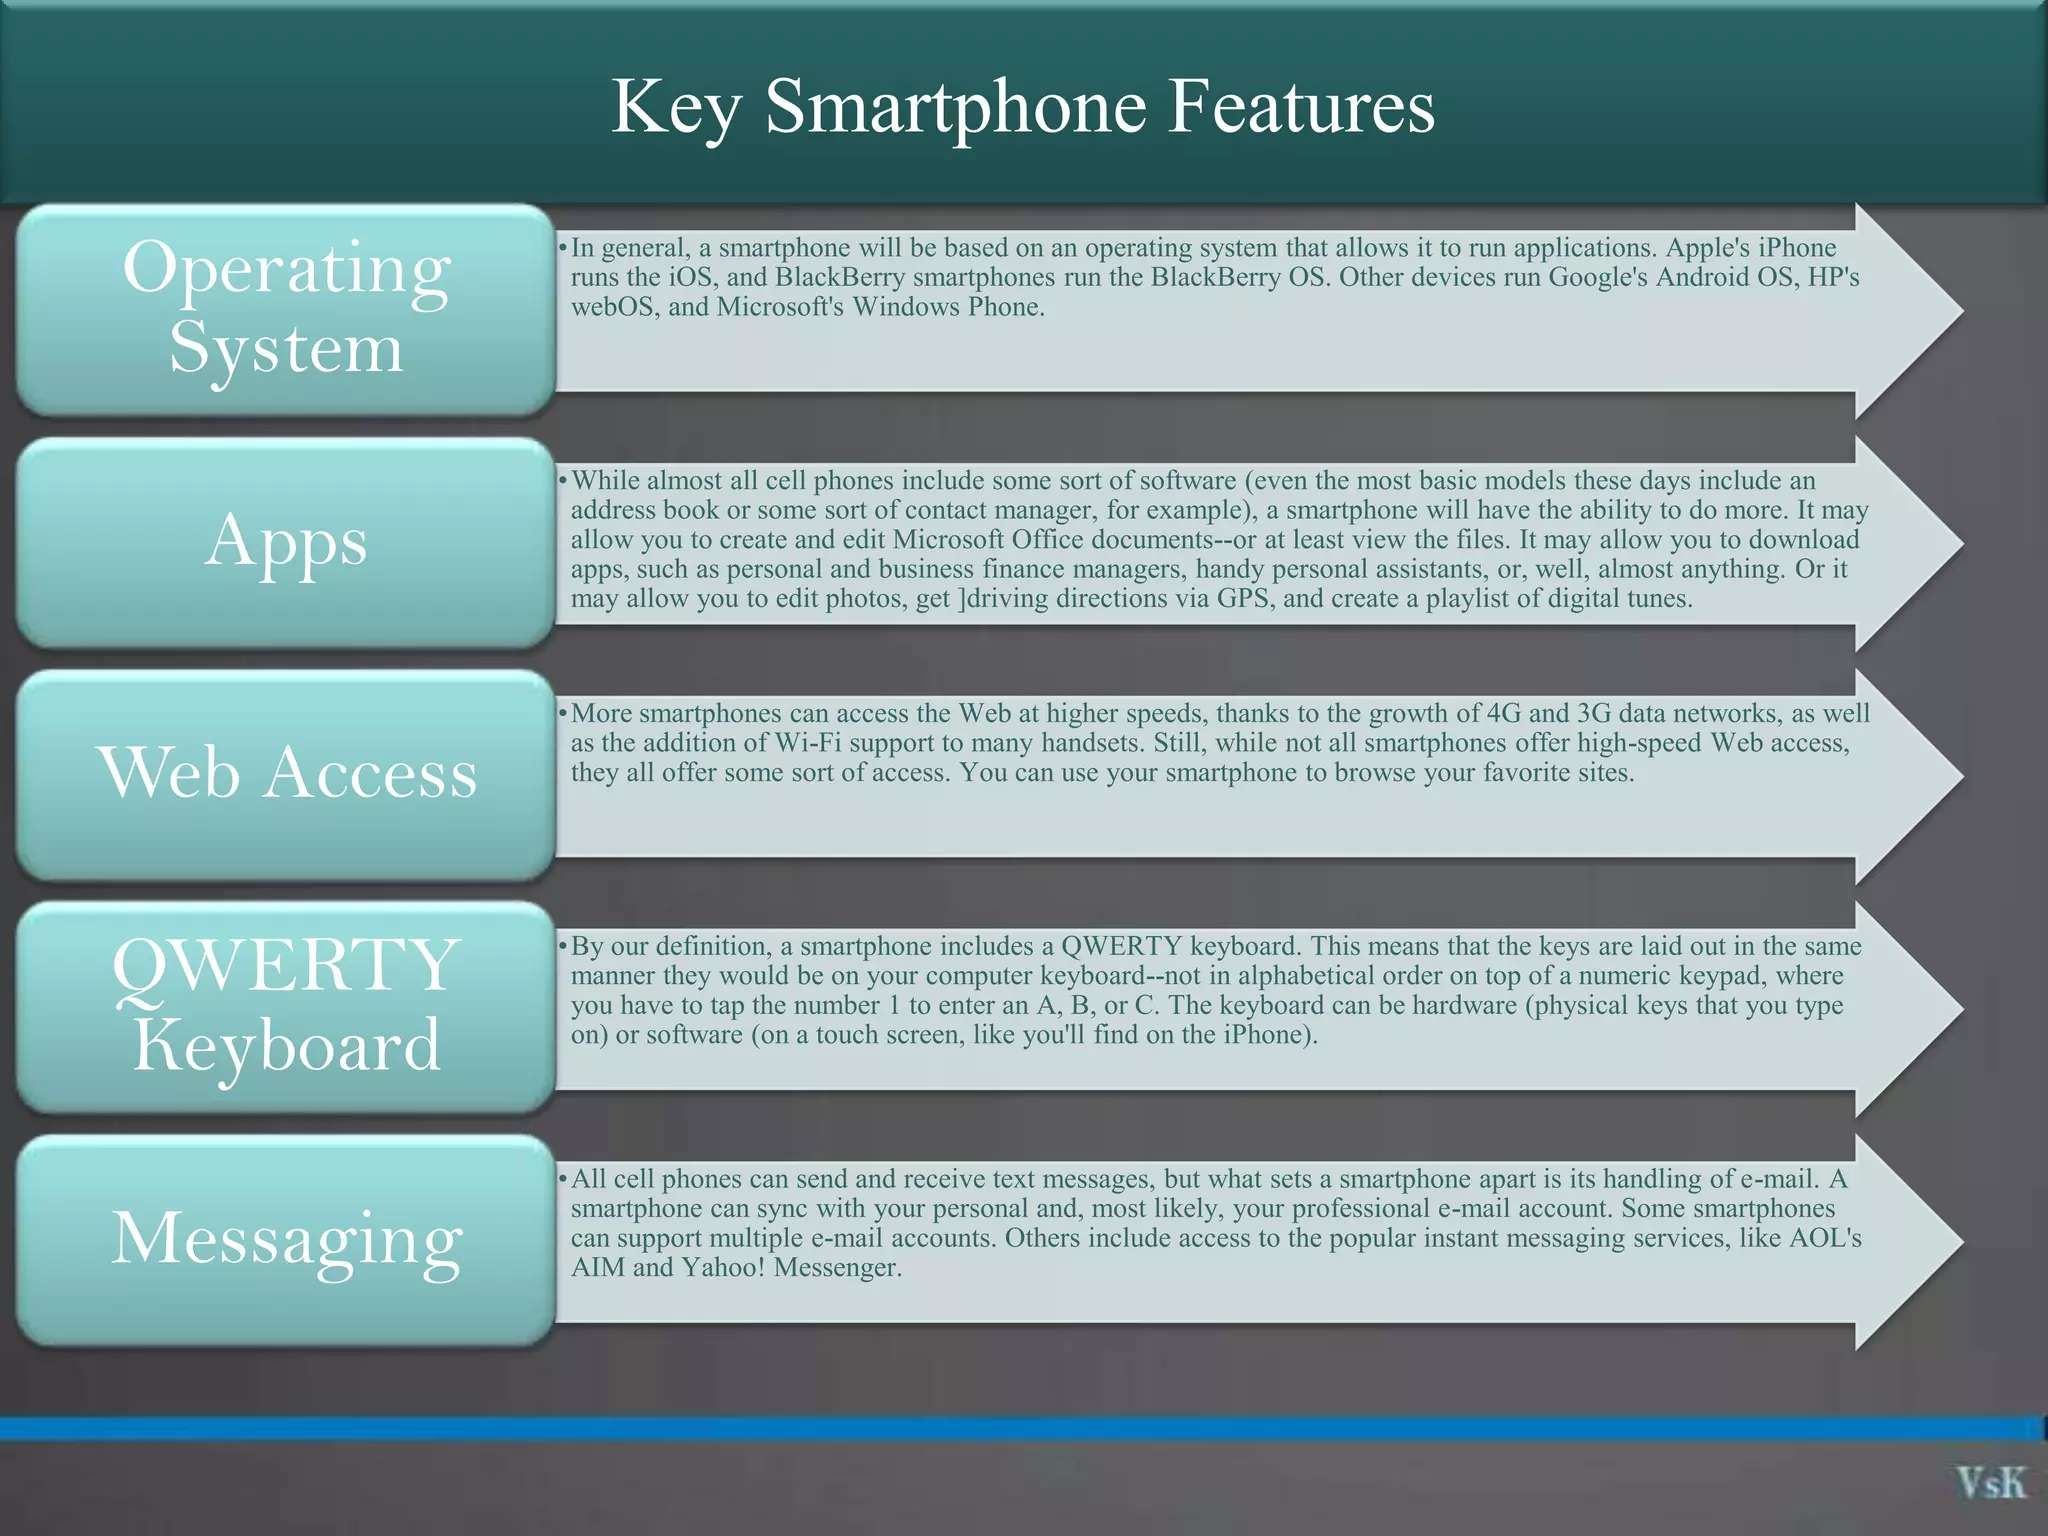 Key Smartphone Features
Operating
System
•In general, a smartphone will be based on an operating system that allows it to run applications. Apple's iPhone
runs the iOS, and BlackBerry smartphones run the BlackBerry OS. Other devices run Google's Android OS, HP's
webOS, and Microsoft's Windows Phone.
Apps
•While almost all cell phones include some sort of software (even the most basic models these days include an
address book or some sort of contact manager, for example), a smartphone will have the ability to do more. It may
allow you to create and edit Microsoft Office documents--or at least view the files. It may allow you to download
apps, such as personal and business finance managers, handy personal assistants, or, well, almost anything. Or it
may allow you to edit photos, get ]driving directions via GPS, and create a playlist of digital tunes.
Web Access
•More smartphones can access the Web at higher speeds, thanks to the growth of 4G and 3G data networks, as well
as the addition of Wi-Fi support to many handsets. Still, while not all smartphones offer high-speed Web access,
they all offer some sort of access. You can use your smartphone to browse your favorite sites.
QWERTY
Keyboard
•By our definition, a smartphone includes a QWERTY keyboard. This means that the keys are laid out in the same
manner they would be on your computer keyboard--not in alphabetical order on top of a numeric keypad, where
you have to tap the number 1 to enter an A, B, or C. The keyboard can be hardware (physical keys that you type
on) or software (on a touch screen, like you'll find on the iPhone).
Messaging
•All cell phones can send and receive text messages, but what sets a smartphone apart is its handling of e-mail. A
smartphone can sync with your personal and, most likely, your professional e-mail account. Some smartphones
can support multiple e-mail accounts. Others include access to the popular instant messaging services, like AOL's
AIM and Yahoo! Messenger.
VsK